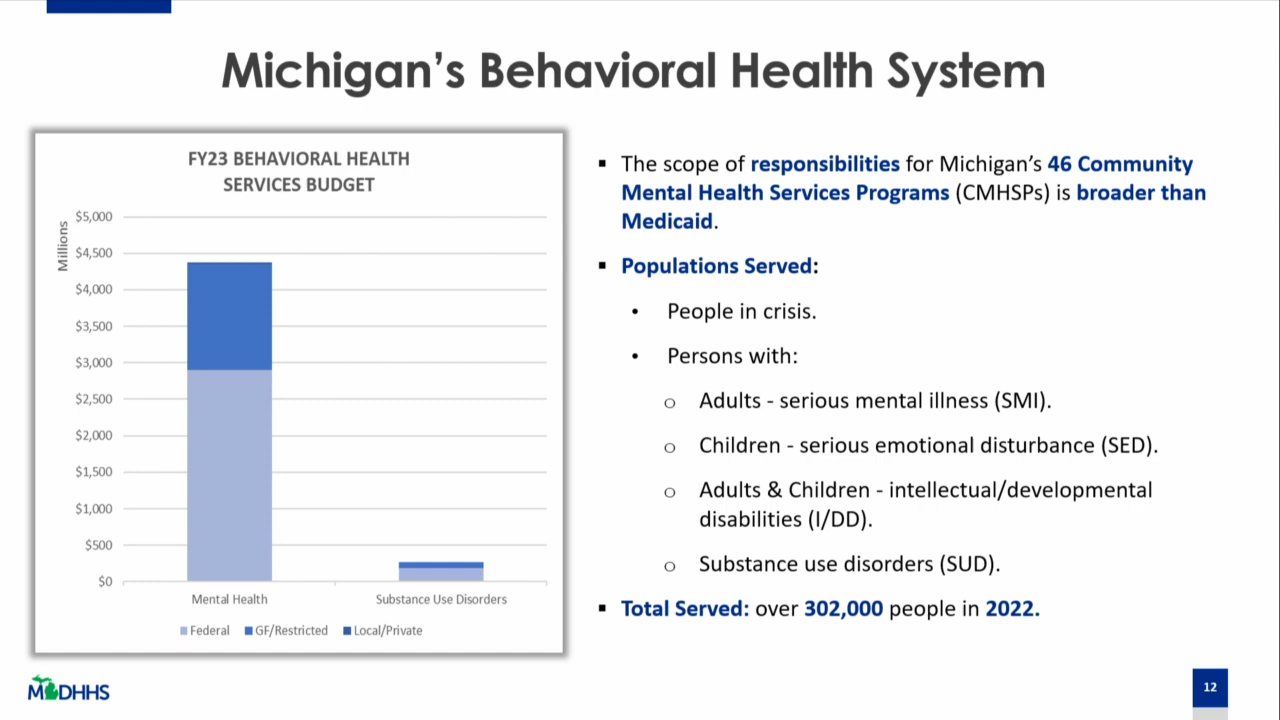 Michigan’s Behavioral Health System
FY23 BEHAVIORAL HEALTH
SERVICES BUDGET
Millions
$5,000
$4,500
$4,000
$3,500
$3,000
$2,500
$2,000
$1,500
$1,000
$500
$0
Mental Health
Substance Use Disorders
Federal
GF/Restricted
Local/Private
▪ The scope of responsibilities for Michigan’s 46 Community
Mental Health Services Programs (CMHSPs) is broader than
Medicaid.
▪ Populations Served:
• People in crisis.
• Persons with:
o Adults - serious mental illness (SMI).
o Children - serious emotional disturbance (SED).
o Adults & Children - intellectual/developmental
disabilities (I/DD).
o Substance use disorders (SUD).
▪ Total Served: over 302,000 people in 2022.
MDHHS
12